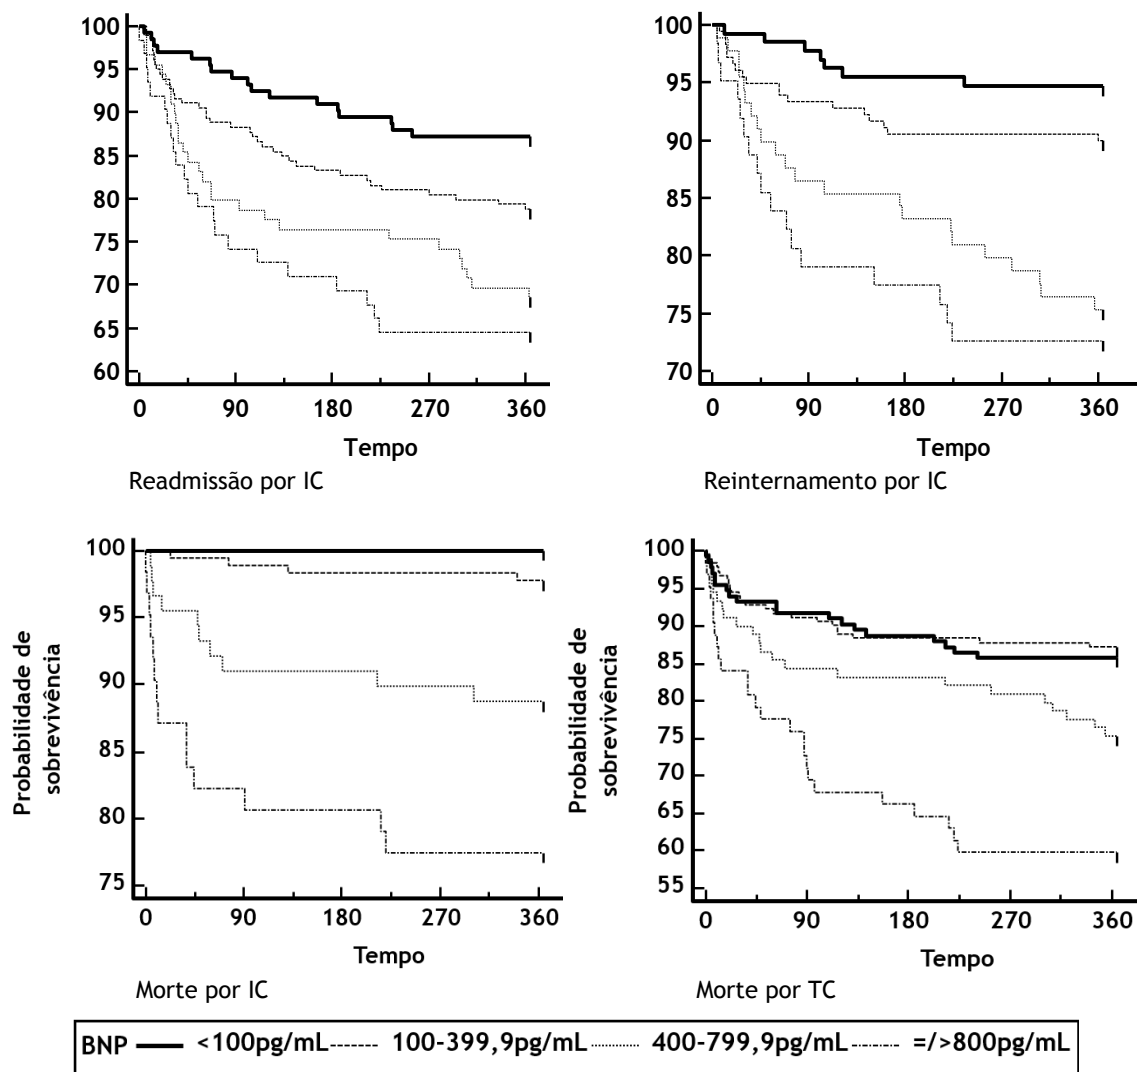 100
95
90
85
80
75
70
65
60
0 90 180 270 360
Tempo
Readmissão por IC
100
95
90
85
80
75
70
0 90 180 270 360
Tempo
Reinternamento por IC
Probabilidade de
sobrevivência
100
95
90
85
80
75
0 90 180 270 360
Tempo
Morte por IC
Probabilidade de
sobrevivência
100
95
90
85
80
75
70
65
60
55
0 90 180 270 360
Tempo
Morte por TC
BNP <100pg/mL 100-399,9pg/mL 400-799,9pg/mL =/>800pg/mL